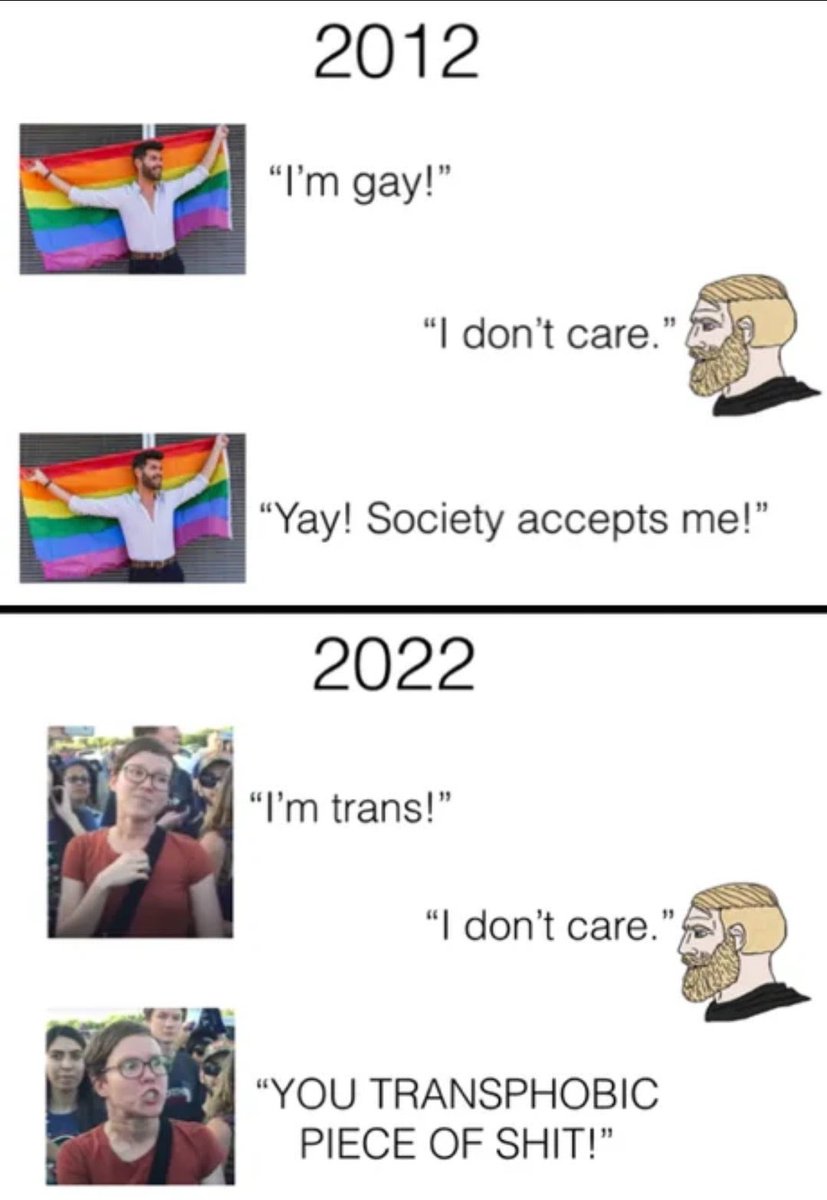 2012
“I’m gay!”
“I don’t care.”
“Yay! Society accepts me!”
2022
“I’m trans!”
“I don’t care.”
“YOU TRANSPHOBIC
PIECE OF SHIT!”